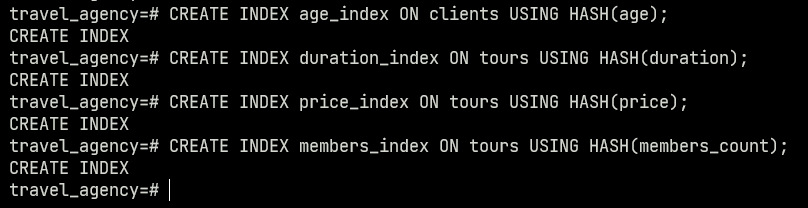 travel_agency=# CREATE INDEX age_index ON clients USING HASH(age);
CREATE INDEX
travel_agency=# CREATE INDEX duration_index ON tours USING HASH(duration);
CREATE INDEX
travel_agency=# CREATE INDEX price_index ON tours USING HASH(price);
CREATE INDEX
travel_agency=# CREATE INDEX members_index ON tours USING HASH(members_count);
CREATE INDEX
travel_agency=#